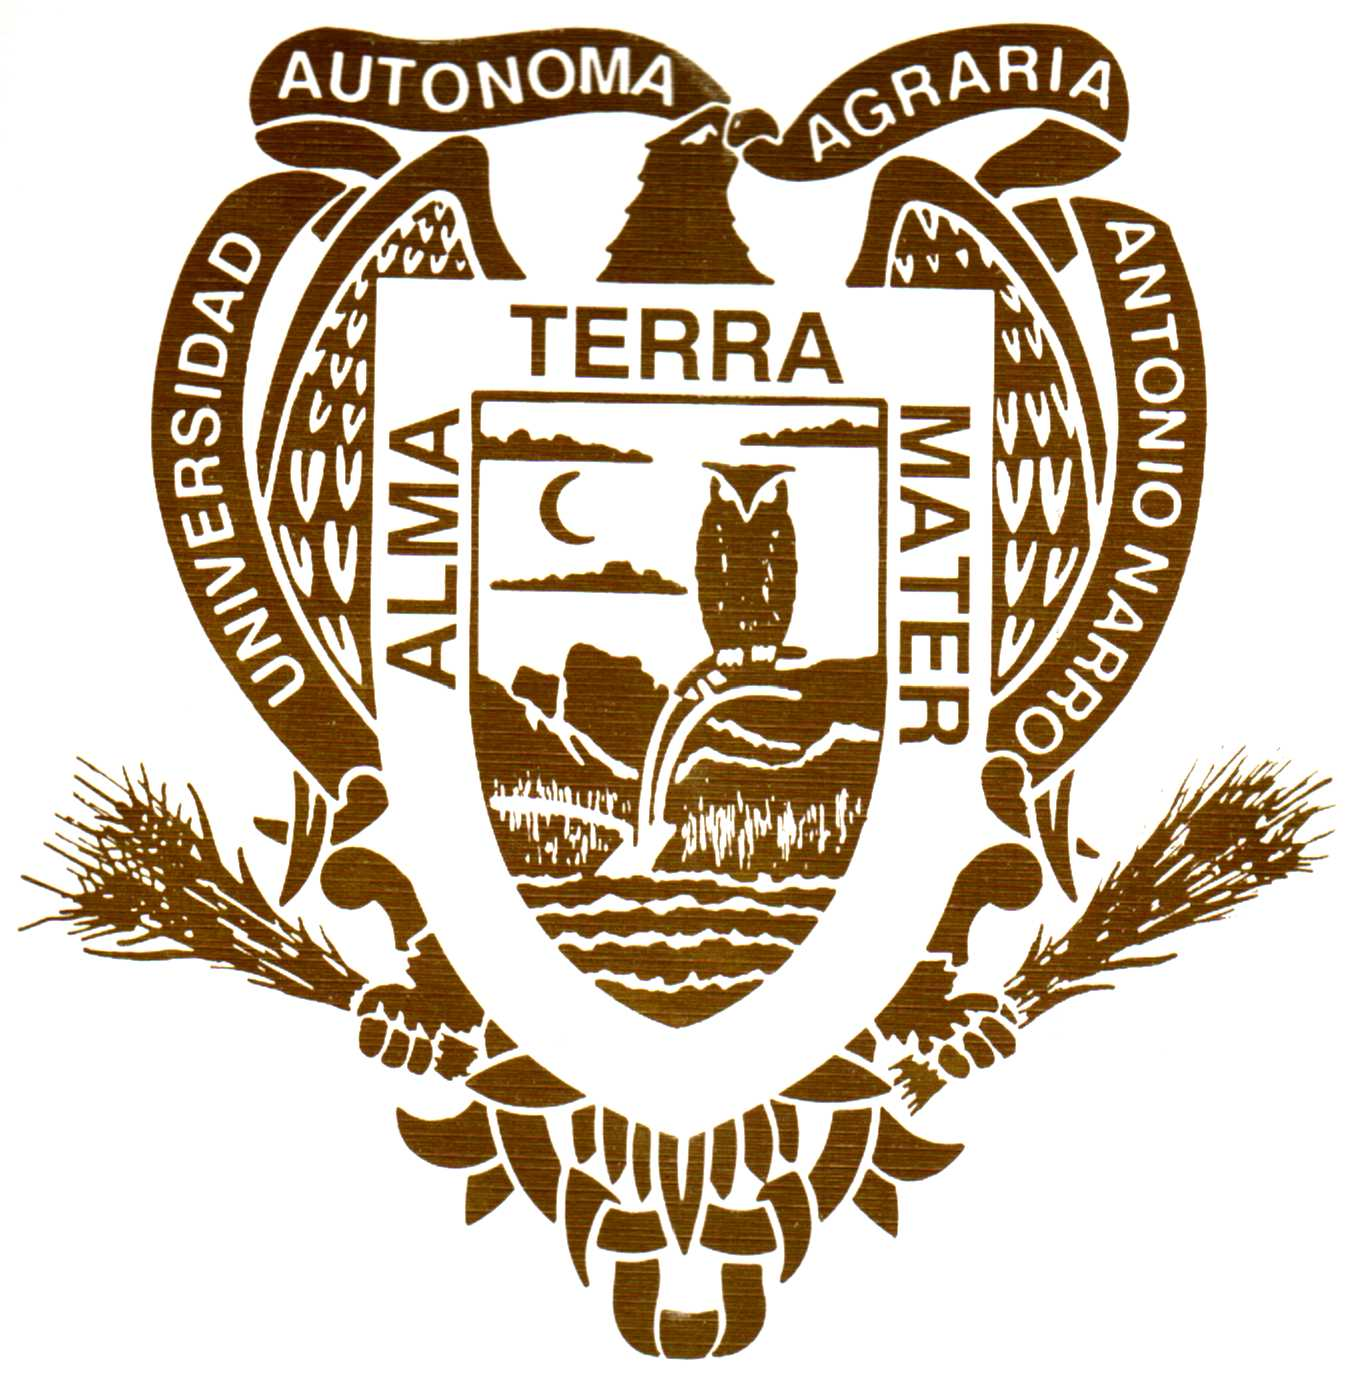 UNIVERSIDAD
AUTONOMA
AGRARIA
ANTONIO NARRO
ALMA
TERRA
MATER